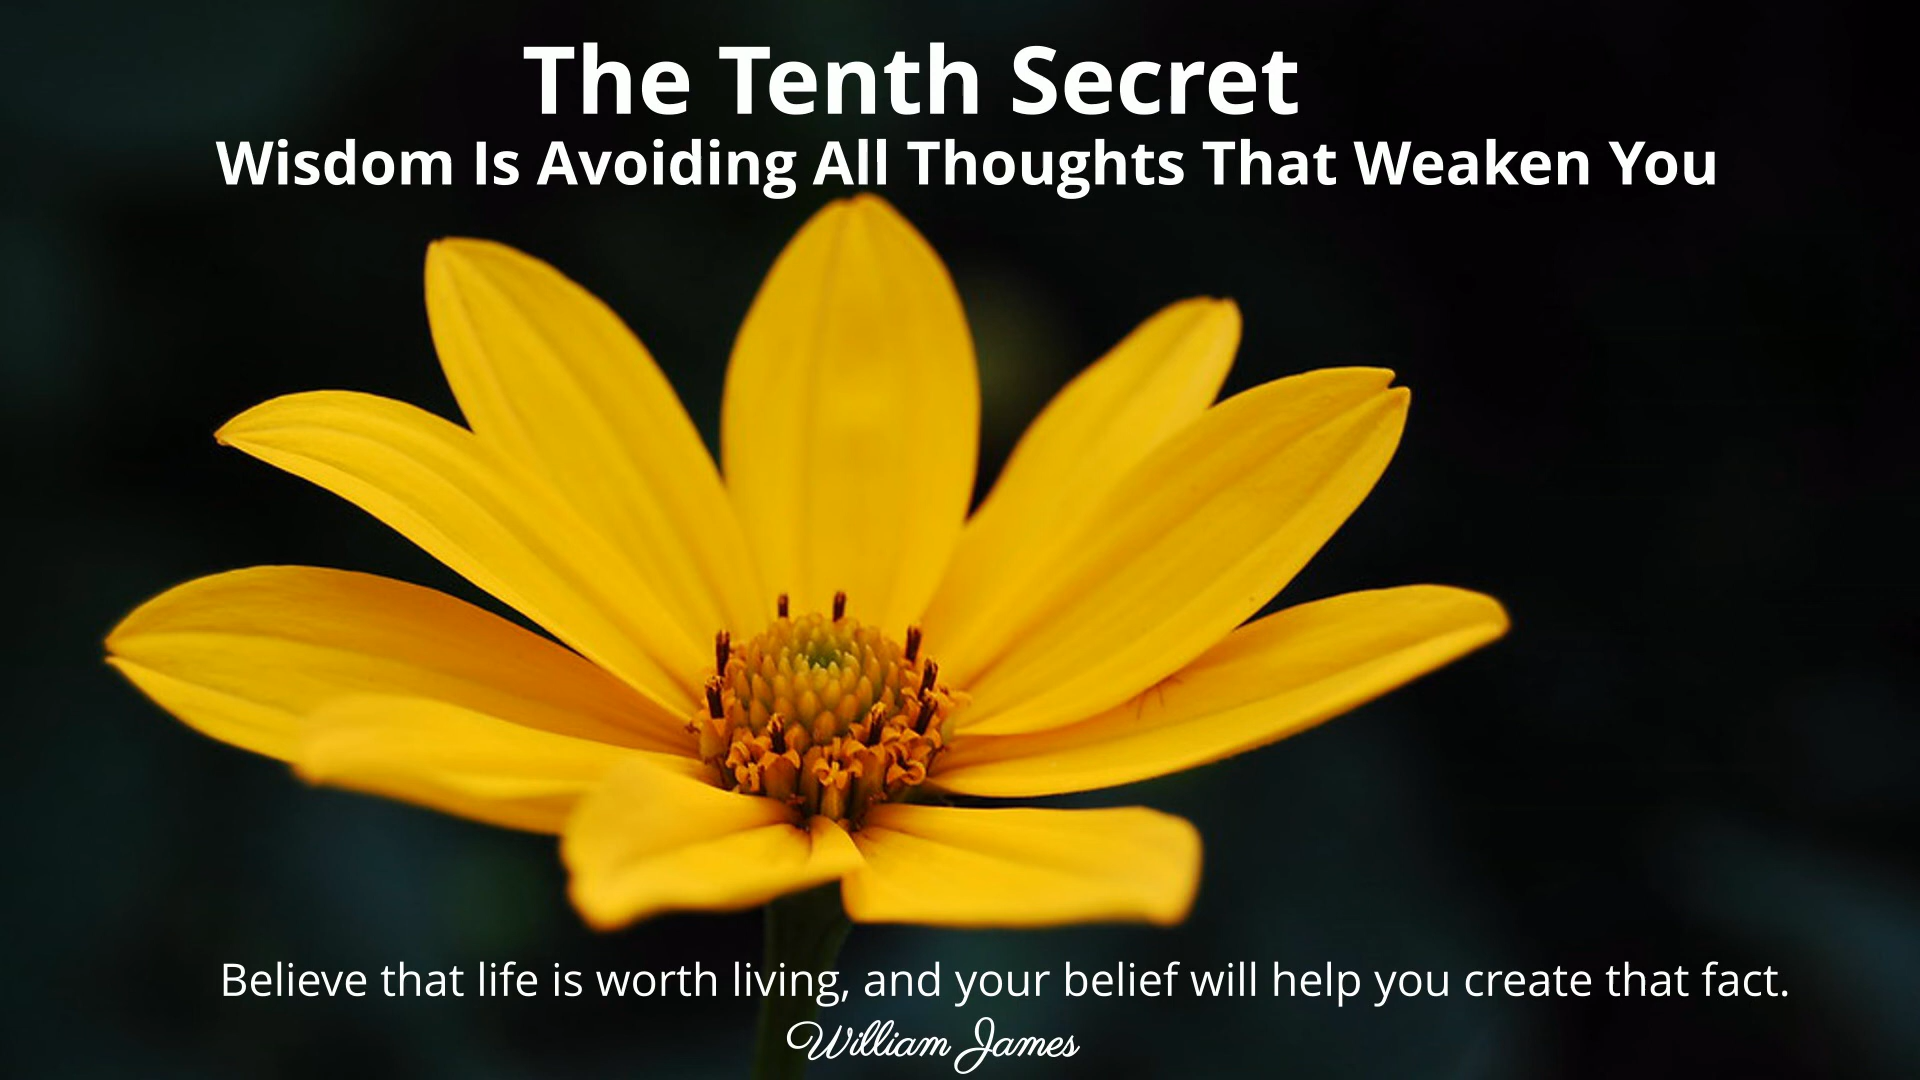 The Tenth Secret
Wisdom Is Avoiding All Thoughts That Weaken You
Believe that life is worth living, and your belief will help you create that fact.
William James